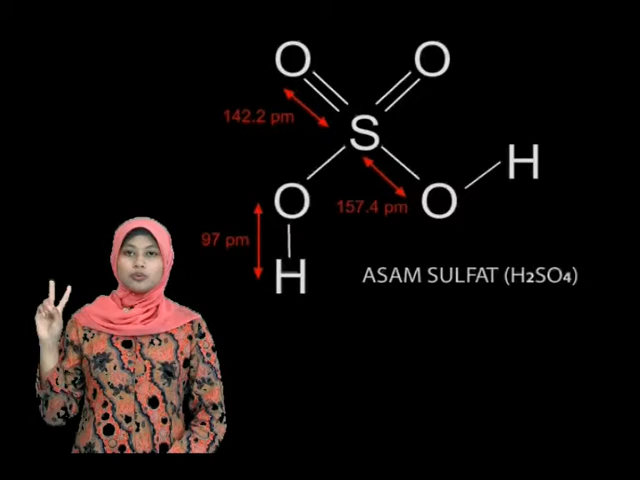 O O
142.2 pm
S
H
O 157.4 pm O
97 pm
H
ASAM SULFAT (H₂SO₄)